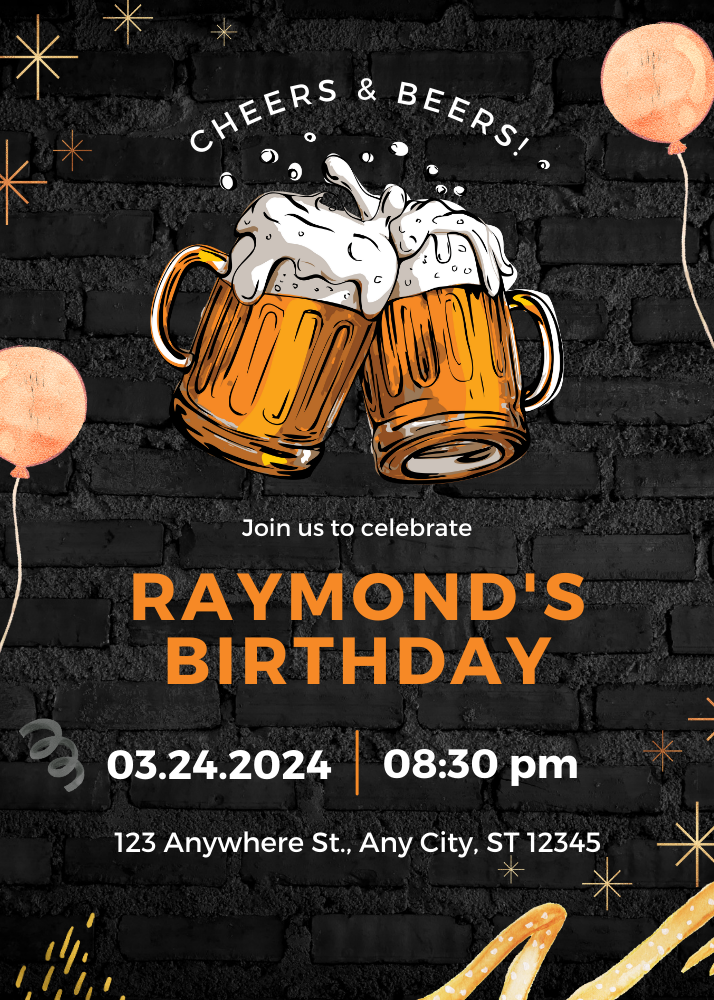 CHEERS & BEERS!
Join us to celebrate
RAYMOND'S
BIRTHDAY
03.24.2024 08:30 pm
123 Anywhere St., Any City, ST 12345